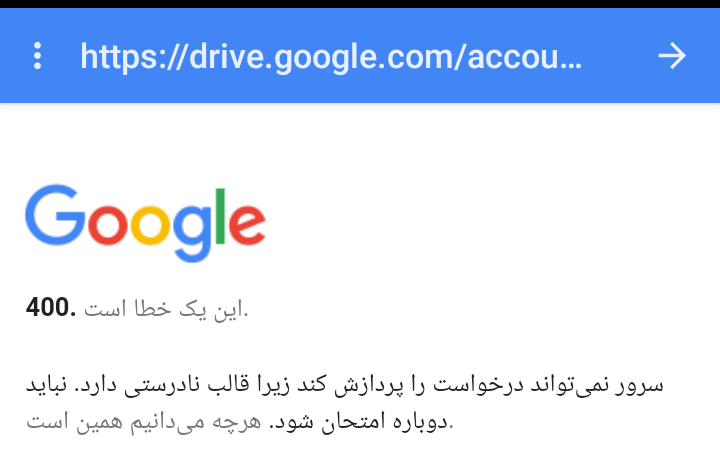 https://drive.google.com/accou...
Google
400. این یک خطا است.
سرور نمی‌تواند درخواست را پردازش کند زیرا قالب نادرستی دارد. نباید
دوباره امتحان شود. هرچه می‌دانیم همین است.